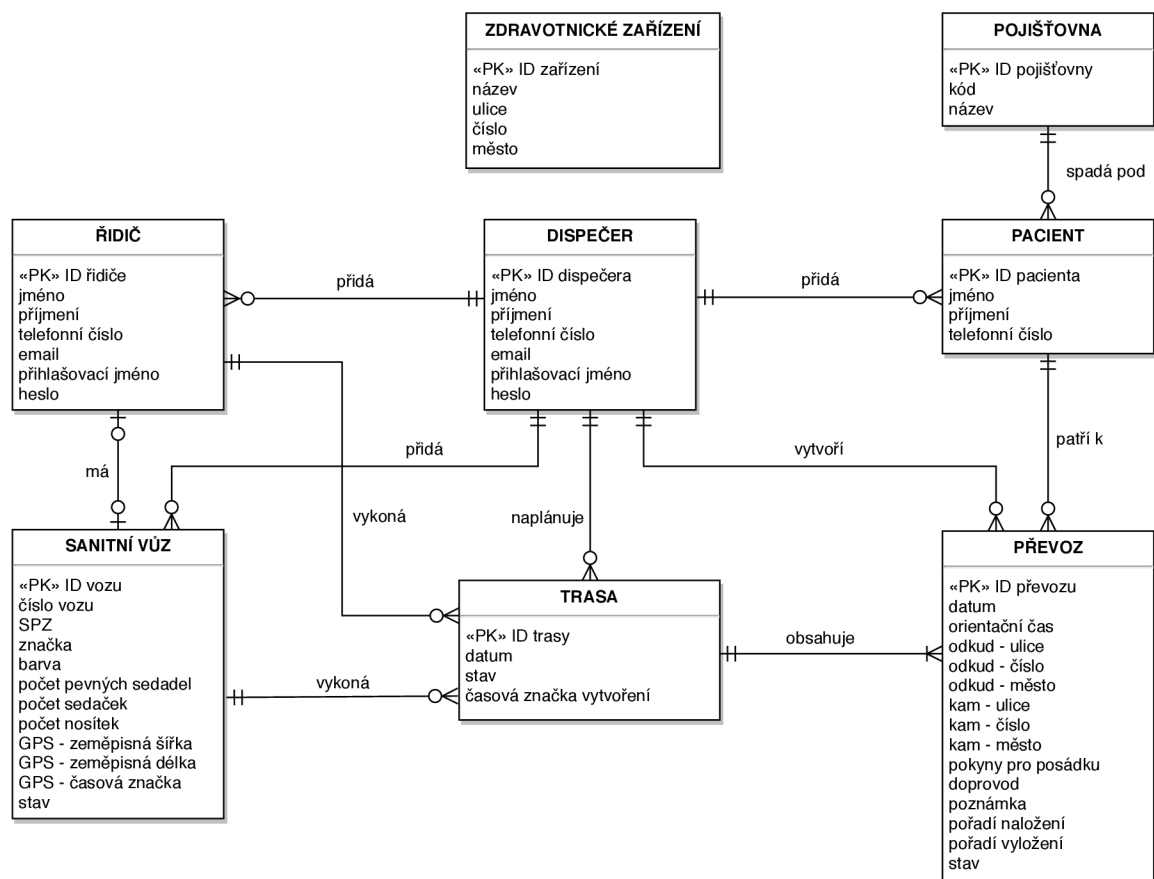 ZDRAVOTNICKÉ ZAŘÍZENÍ
«PK» ID zařízení
název
ulice
číslo
město
POJIŠŤOVNA
«PK» ID pojišťovny
kód
název
spadá pod
ŘIDIČ
«PK» ID řidiče
jméno
příjmení
telefonní číslo
email
přihlašovací jméno
heslo
přidá
DISPEČER
«PK» ID dispečera
jméno
příjmení
telefonní číslo
email
přihlašovací jméno
heslo
přidá
PACIENT
«PK» ID pacienta
jméno
příjmení
telefonní číslo
má
přidá
vykoná
naplánuje
vytvoří
patří k
SANITNÍ VŮZ
«PK» ID vozu
číslo vozu
SPZ
značka
barva
počet pevných sedadel
počet sedaček
počet nosítek
GPS - zeměpisná šířka
GPS - zeměpisná délka
GPS - časová značka
stav
vykoná
TRASA
«PK» ID trasy
datum
stav
časová značka vytvoření
obsahuje
PŘEVOZ
«PK» ID převozu
datum
orientační čas
odkud - ulice
odkud - číslo
odkud - město
kam - ulice
kam - číslo
kam - město
pokyny pro posádku
doprovod
poznámka
pořadí naložení
pořadí vyložení
stav